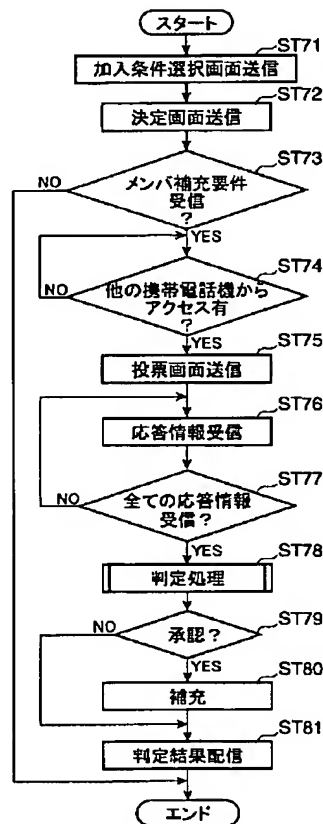 スタート
ST71
加入条件選択画面送信
ST72
決定画面送信
ST73
NO
メンバ補充要件
受信
?
YES
ST74
NO
他の携帯電話機から
アクセス有
?
YES
ST75
投票画面送信
ST76
応答情報受信
ST77
NO
全ての応答情報
受信?
YES
ST78
判定処理
ST79
NO
承認?
YES
ST80
補充
ST81
判定結果配信
エンド